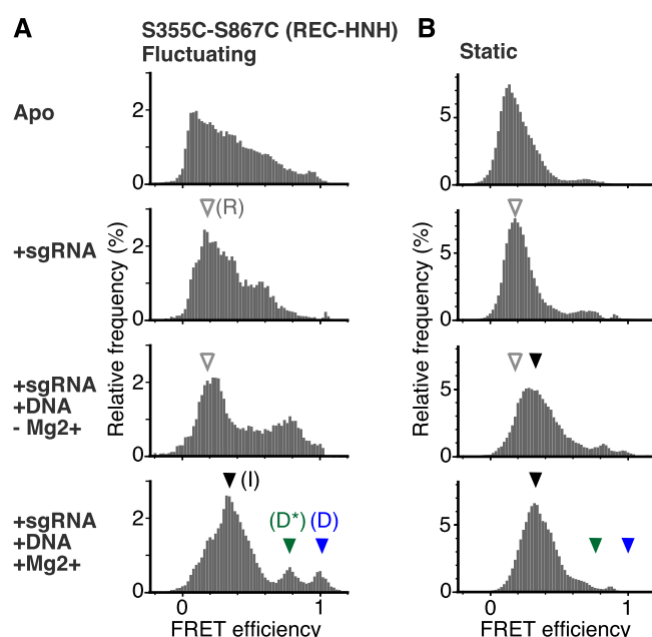 A
S355C-S867C (REC-HNH)
Fluctuating
B
Static
Apo
2
0
5
0
(R)
+sgRNA
2
0
5
0
Relative frequency (%)
Relative frequency (%)
+sgRNA
+DNA
- Mg2+
2
0
5
0
(I)
(D*) (D)
+sgRNA
+DNA
+Mg2+
2
0
5
0
0 1
0 1
FRET efficiency
FRET efficiency